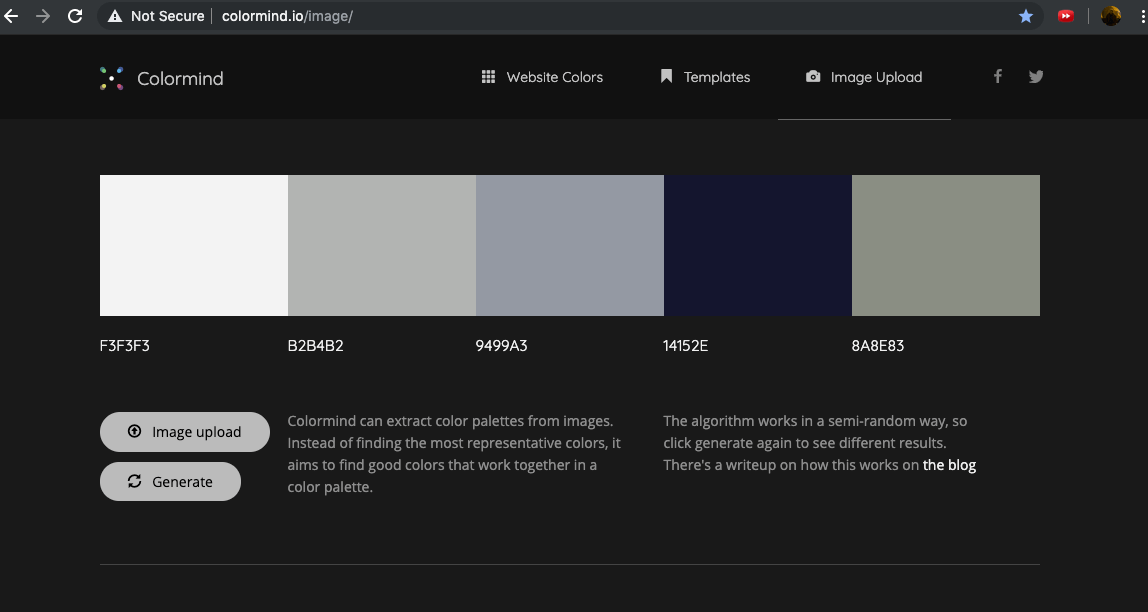 Not Secure colormind.io/image/
Colormind Website Colors Templates Image Upload
F3F3F3 B2B4B2 9499A3 14152E 8A8E83
Image upload
Generate
Colormind can extract color palettes from images.
Instead of finding the most representative colors, it
aims to find good colors that work together in a
color palette.
The algorithm works in a semi-random way, so
click generate again to see different results.
There's a writeup on how this works on the blog